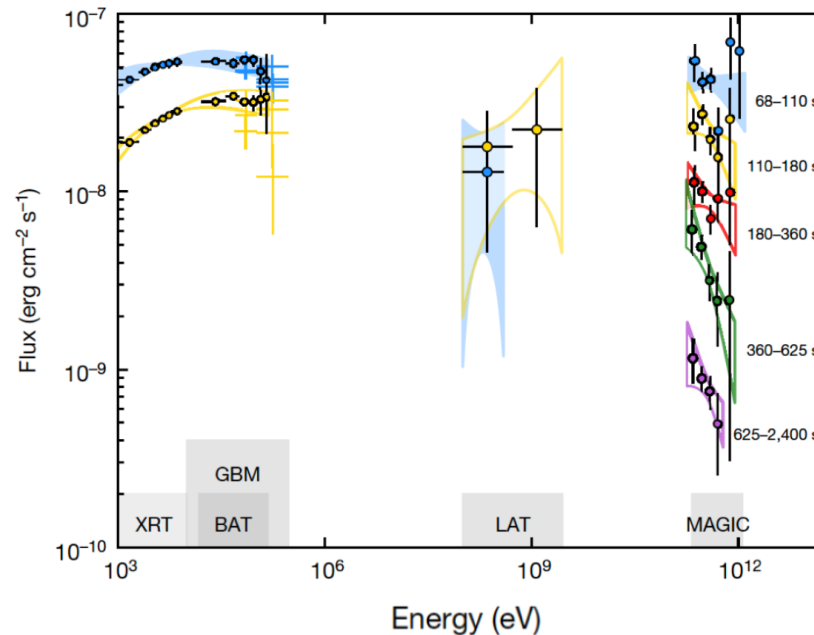 10⁻⁷
10⁻⁸
10⁻⁹
10⁻¹⁰
Flux (erg cm⁻² s⁻¹)
68–110 s
110–180 s
180–360 s
360–625 s
625–2,400 s
GBM
XRT
BAT
LAT
MAGIC
10³
10⁶
10⁹
10¹²
Energy (eV)